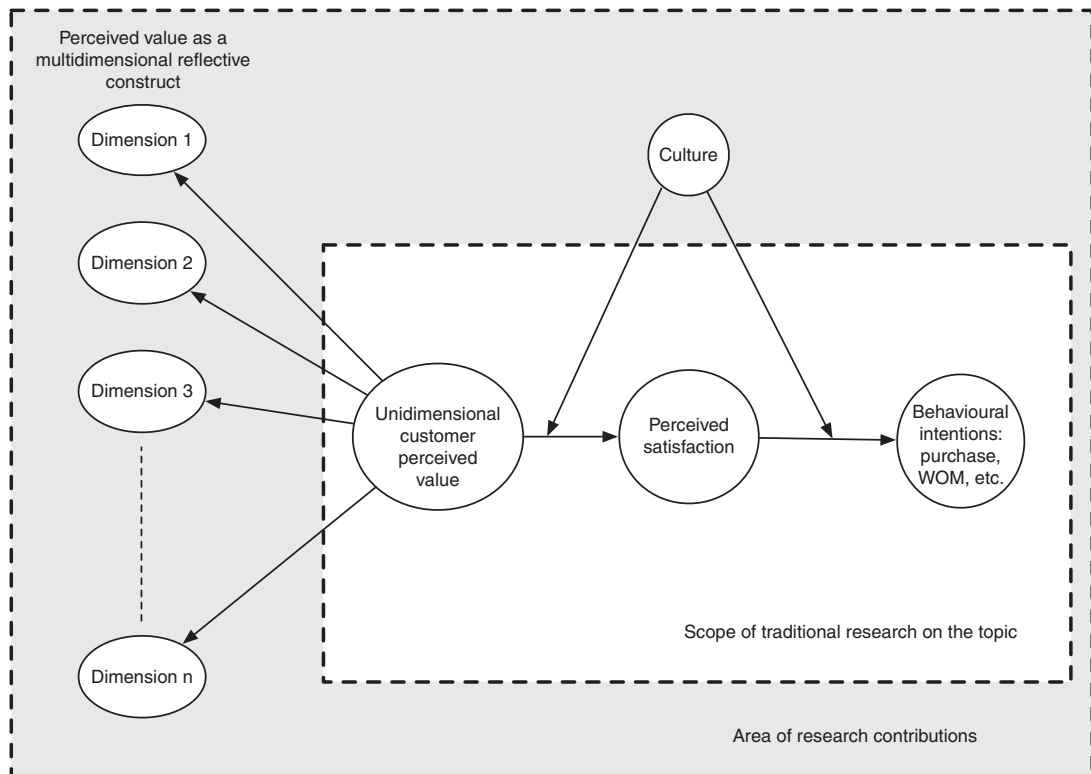 Perceived value as a
multidimensional reflective
construct
Dimension 1
Culture
Dimension 2
Dimension 3
Unidimensional
customer
perceived
value
Perceived
satisfaction
Behavioural
intentions:
purchase,
WOM, etc.
Scope of traditional research on the topic
Dimension n
Area of research contributions